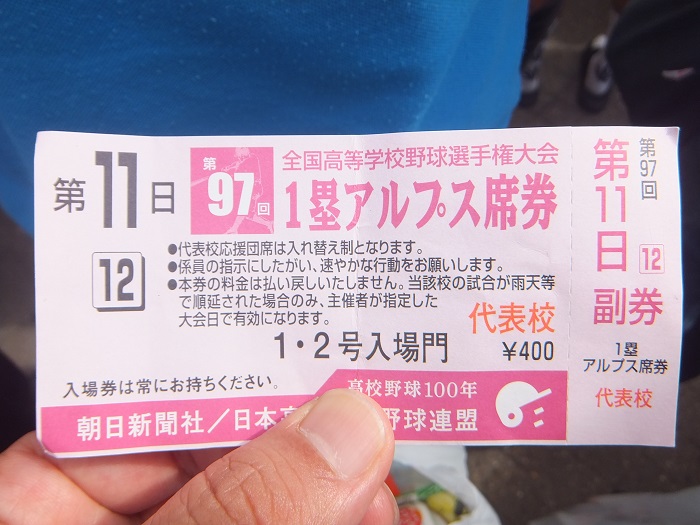 第11日
12
第97回
全国高等学校野球選手権大会
1塁アルプス席券
●代表校応援団席は入れ替え制となります。
●係員の指示にしたがい、速やかな行動をお願いします。
●本券の料金は払い戻しいたしません。当該校の試合が雨天等
で順延された場合のみ、主催者が指定した
大会日で有効になります。
代表校
1・2号入場門
¥400
入場券は常にお持ちください。
高校野球100年
朝日新聞社/日本高 野球連盟
第97回
第11日
12
副券
1塁
アルプス席券
代表校